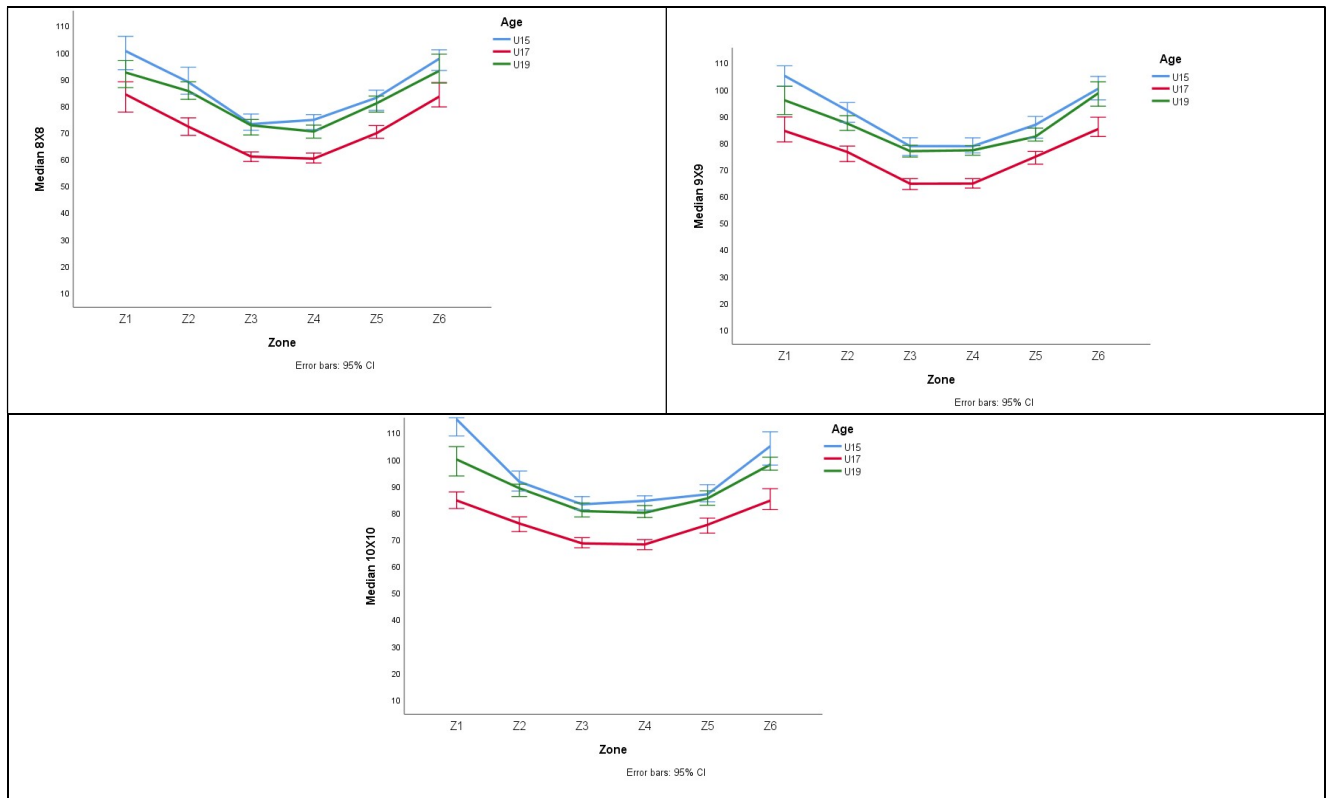 Median 8X8
110
100
90
80
70
60
50
40
30
20
10
Z1 Z2 Z3 Z4 Z5 Z6
Zone
Error bars: 95% CI
Age
U15
U17
U19
Median 9X9
110
100
90
80
70
60
50
40
30
20
10
Z1 Z2 Z3 Z4 Z5 Z6
Zone
Error bars: 95% CI
Age
U15
U17
U19
Median 10X10
110
100
90
80
70
60
50
40
30
20
10
Z1 Z2 Z3 Z4 Z5 Z6
Zone
Error bars: 95% CI
Age
U15
U17
U19